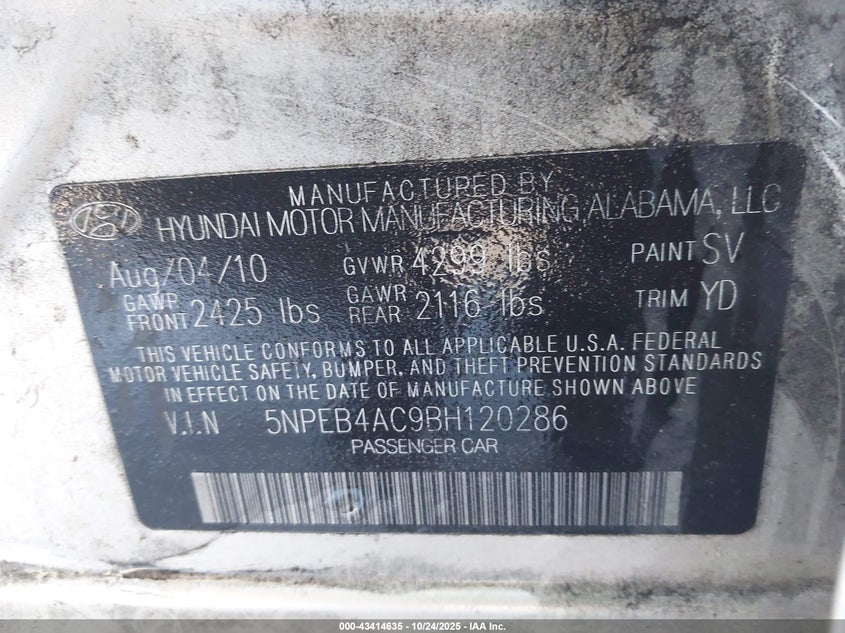 MANUFACTURED BY
HYUNDAI MOTOR MANUFACTURING ALABAMA, LLC
Aug/04/10 GVWR 4299 lbs PAINT SV
GAWR FRONT 2425 lbs GAWR REAR 2116 lbs TRIM YD
THIS VEHICLE CONFORMS TO ALL APPLICABLE U.S.A. FEDERAL
MOTOR VEHICLE SAFETY, BUMPER, AND THEFT PREVENTION STANDARDS
IN EFFECT ON THE DATE OF MANUFACTURE SHOWN ABOVE
V.I.N 5NPEB4AC9BH120286
PASSENGER CAR
000-43414635 - 10/24/2025 - IAA Inc.